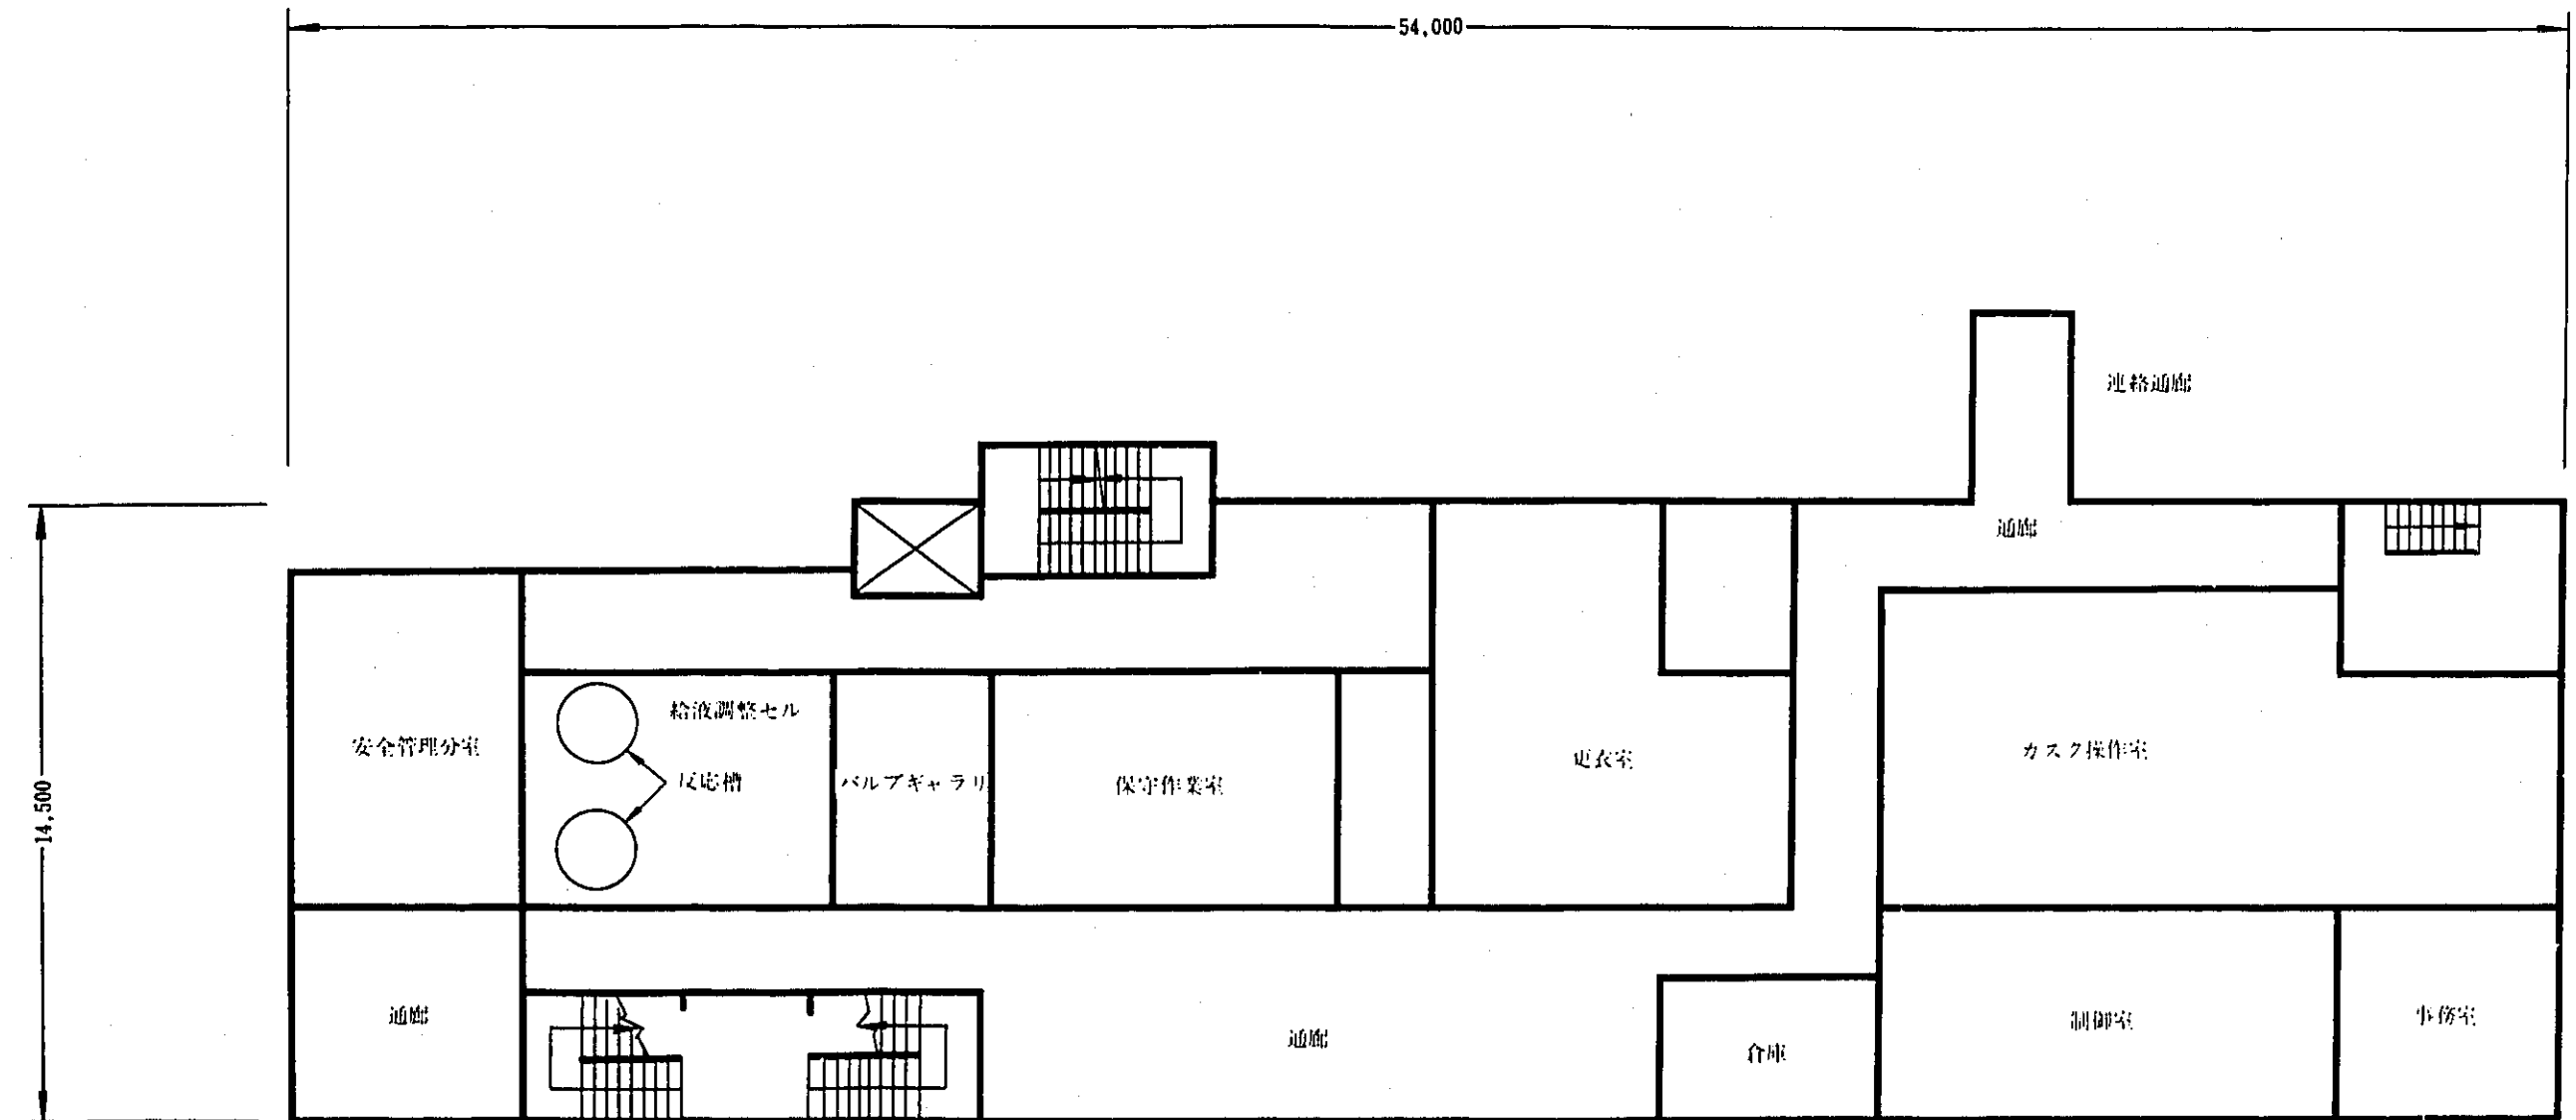 54,000
連絡通廊
通廊
給液調整セル
安全管理分室
反応槽
バルブギャラリ
保守作業室
更衣室
カスク操作室
14,500
通廊
通廊
倉庫
制御室
事務室